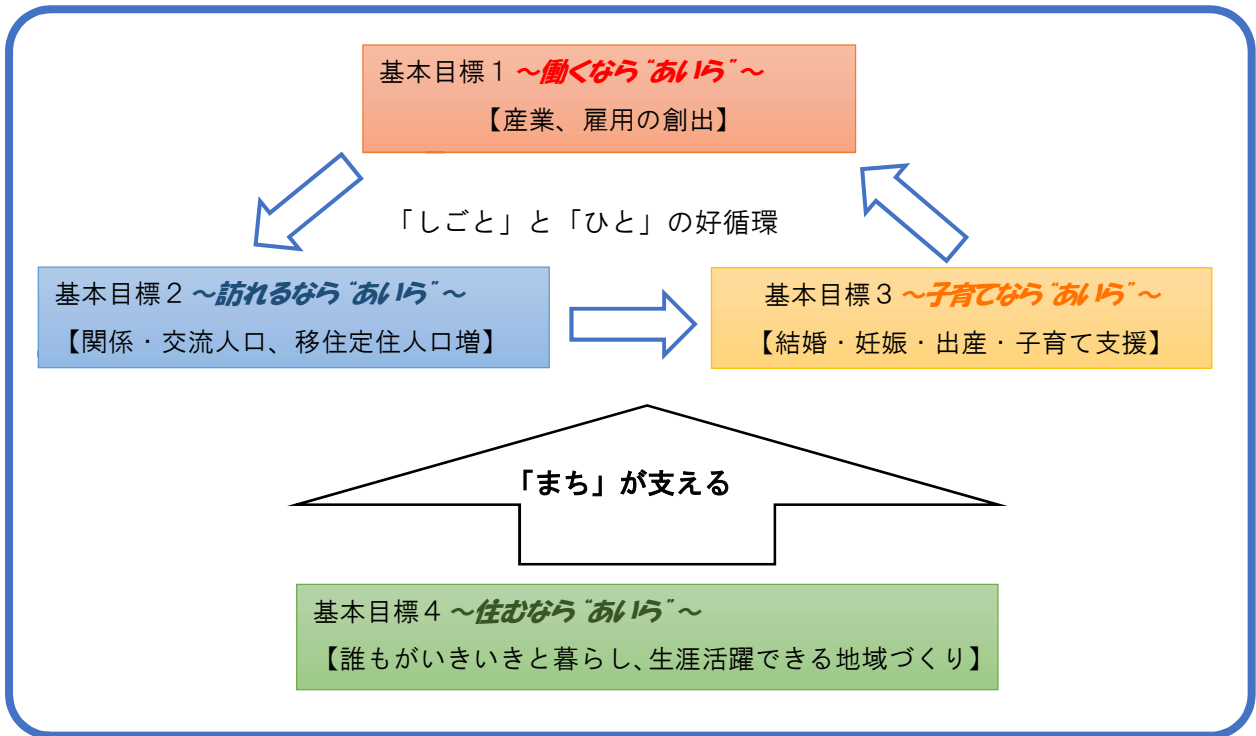 基本目標１～働くなら“あいら”～
【産業、雇用の創出】
「しごと」と「ひと」の好循環
基本目標２～訪れるなら“あいら”～
【関係・交流人口、移住定住人口増】
基本目標３～子育てなら“あいら”～
【結婚・妊娠・出産・子育て支援】
「まち」が支える
基本目標４～住むなら“あいら”～
【誰もがいきいきと暮らし、生涯活躍できる地域づくり】